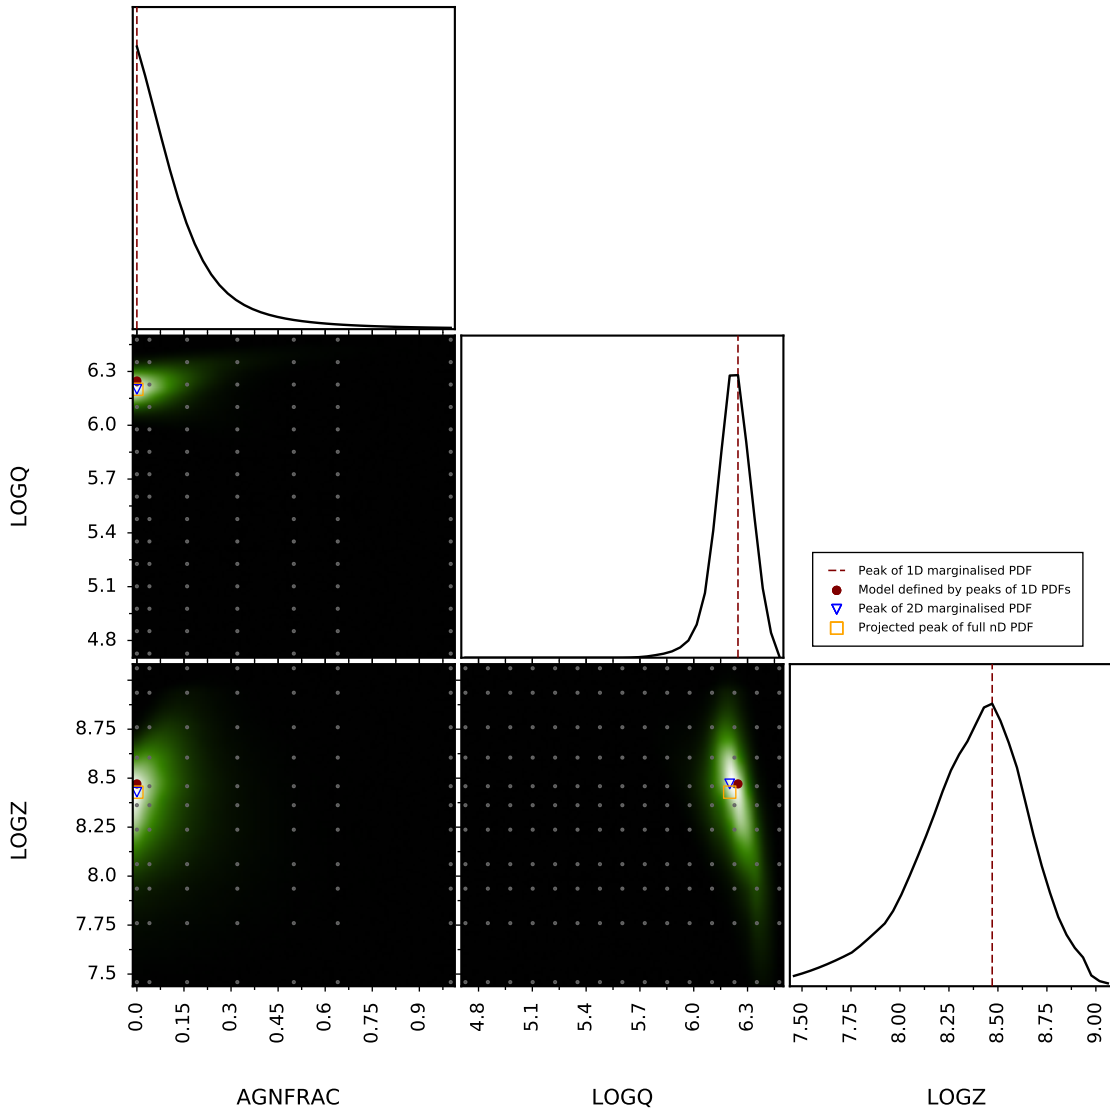 LOGQ
6.3
6.0
5.7
5.4
5.1
4.8
Peak of 1D marginalised PDF
Model defined by peaks of 1D PDFs
Peak of 2D marginalised PDF
Projected peak of full nD PDF
LOGZ
8.75
8.5
8.25
8.0
7.75
7.5
0.0 0.15 0.3 0.45 0.6 0.75 0.9
4.8 5.1 5.4 5.7 6.0 6.3
7.50 7.75 8.00 8.25 8.50 8.75 9.00
AGNFRAC LOGQ LOGZ